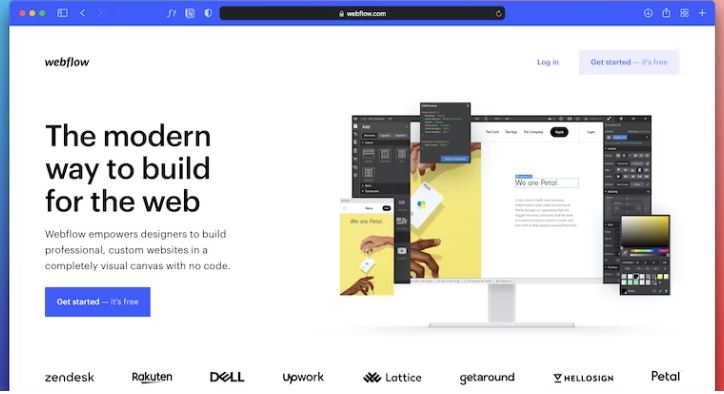 webflow.com
webflow
Log in
Get started — it's free
The modern
way to build
for the web
Webflow empowers designers to build
professional, custom websites in a
completely visual canvas with no code.
Get started — it's free
Add
The Card The App The Company Apply Login
We are Petal.
We are Petal.
zendesk Rakuten DELL Upwork Lattice getaround HELLOSIGN Petal